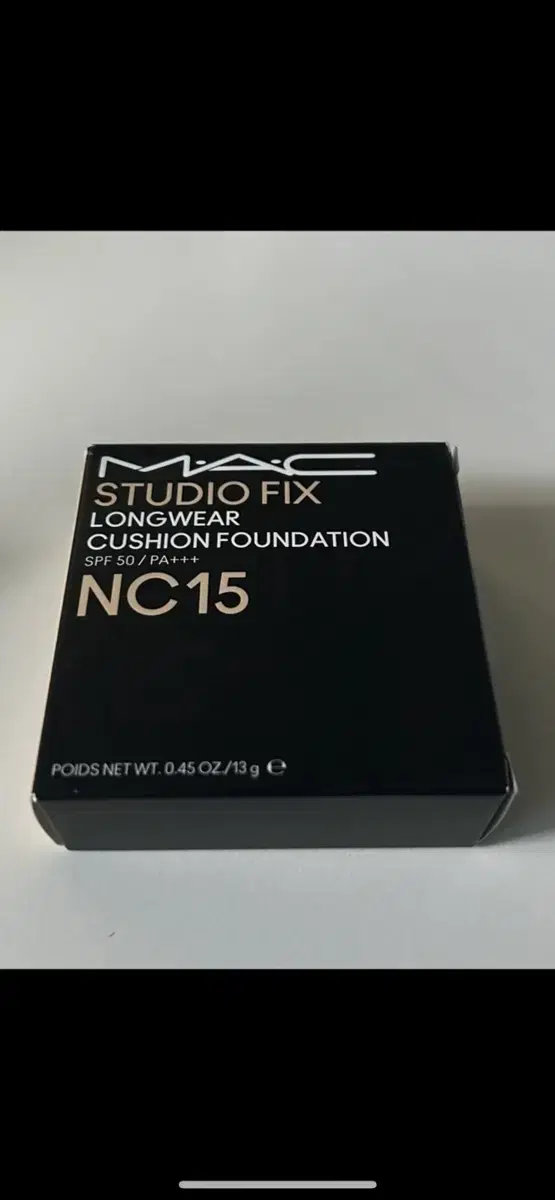 M·A·C
STUDIO FIX
LONGWEAR
CUSHION FOUNDATION
SPF 50 / PA+++
NC15
POIDS NET WT. 0.45 OZ./13 g ℮